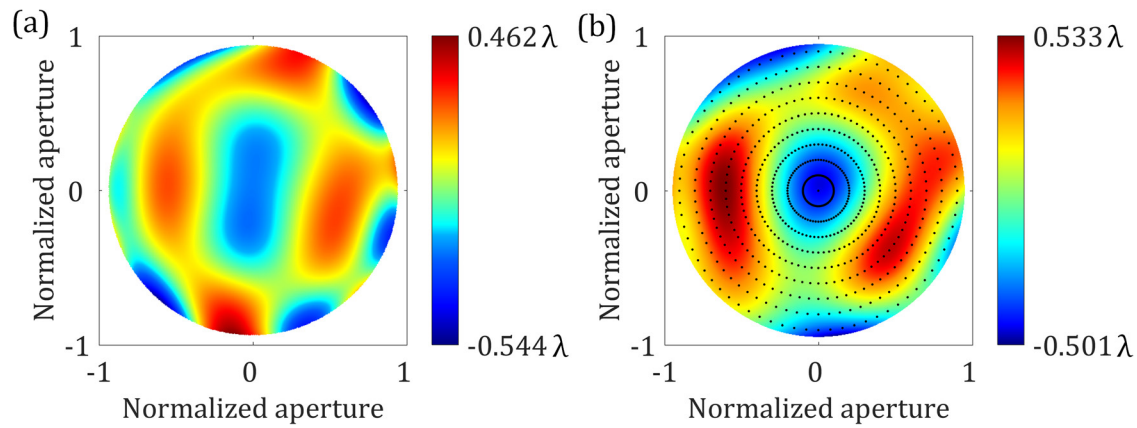 (a)
Normalized aperture
1
0
-1
-1
0
1
Normalized aperture
0.462λ
-0.544λ
(b)
Normalized aperture
1
0
-1
-1
0
1
Normalized aperture
0.533λ
-0.501λ